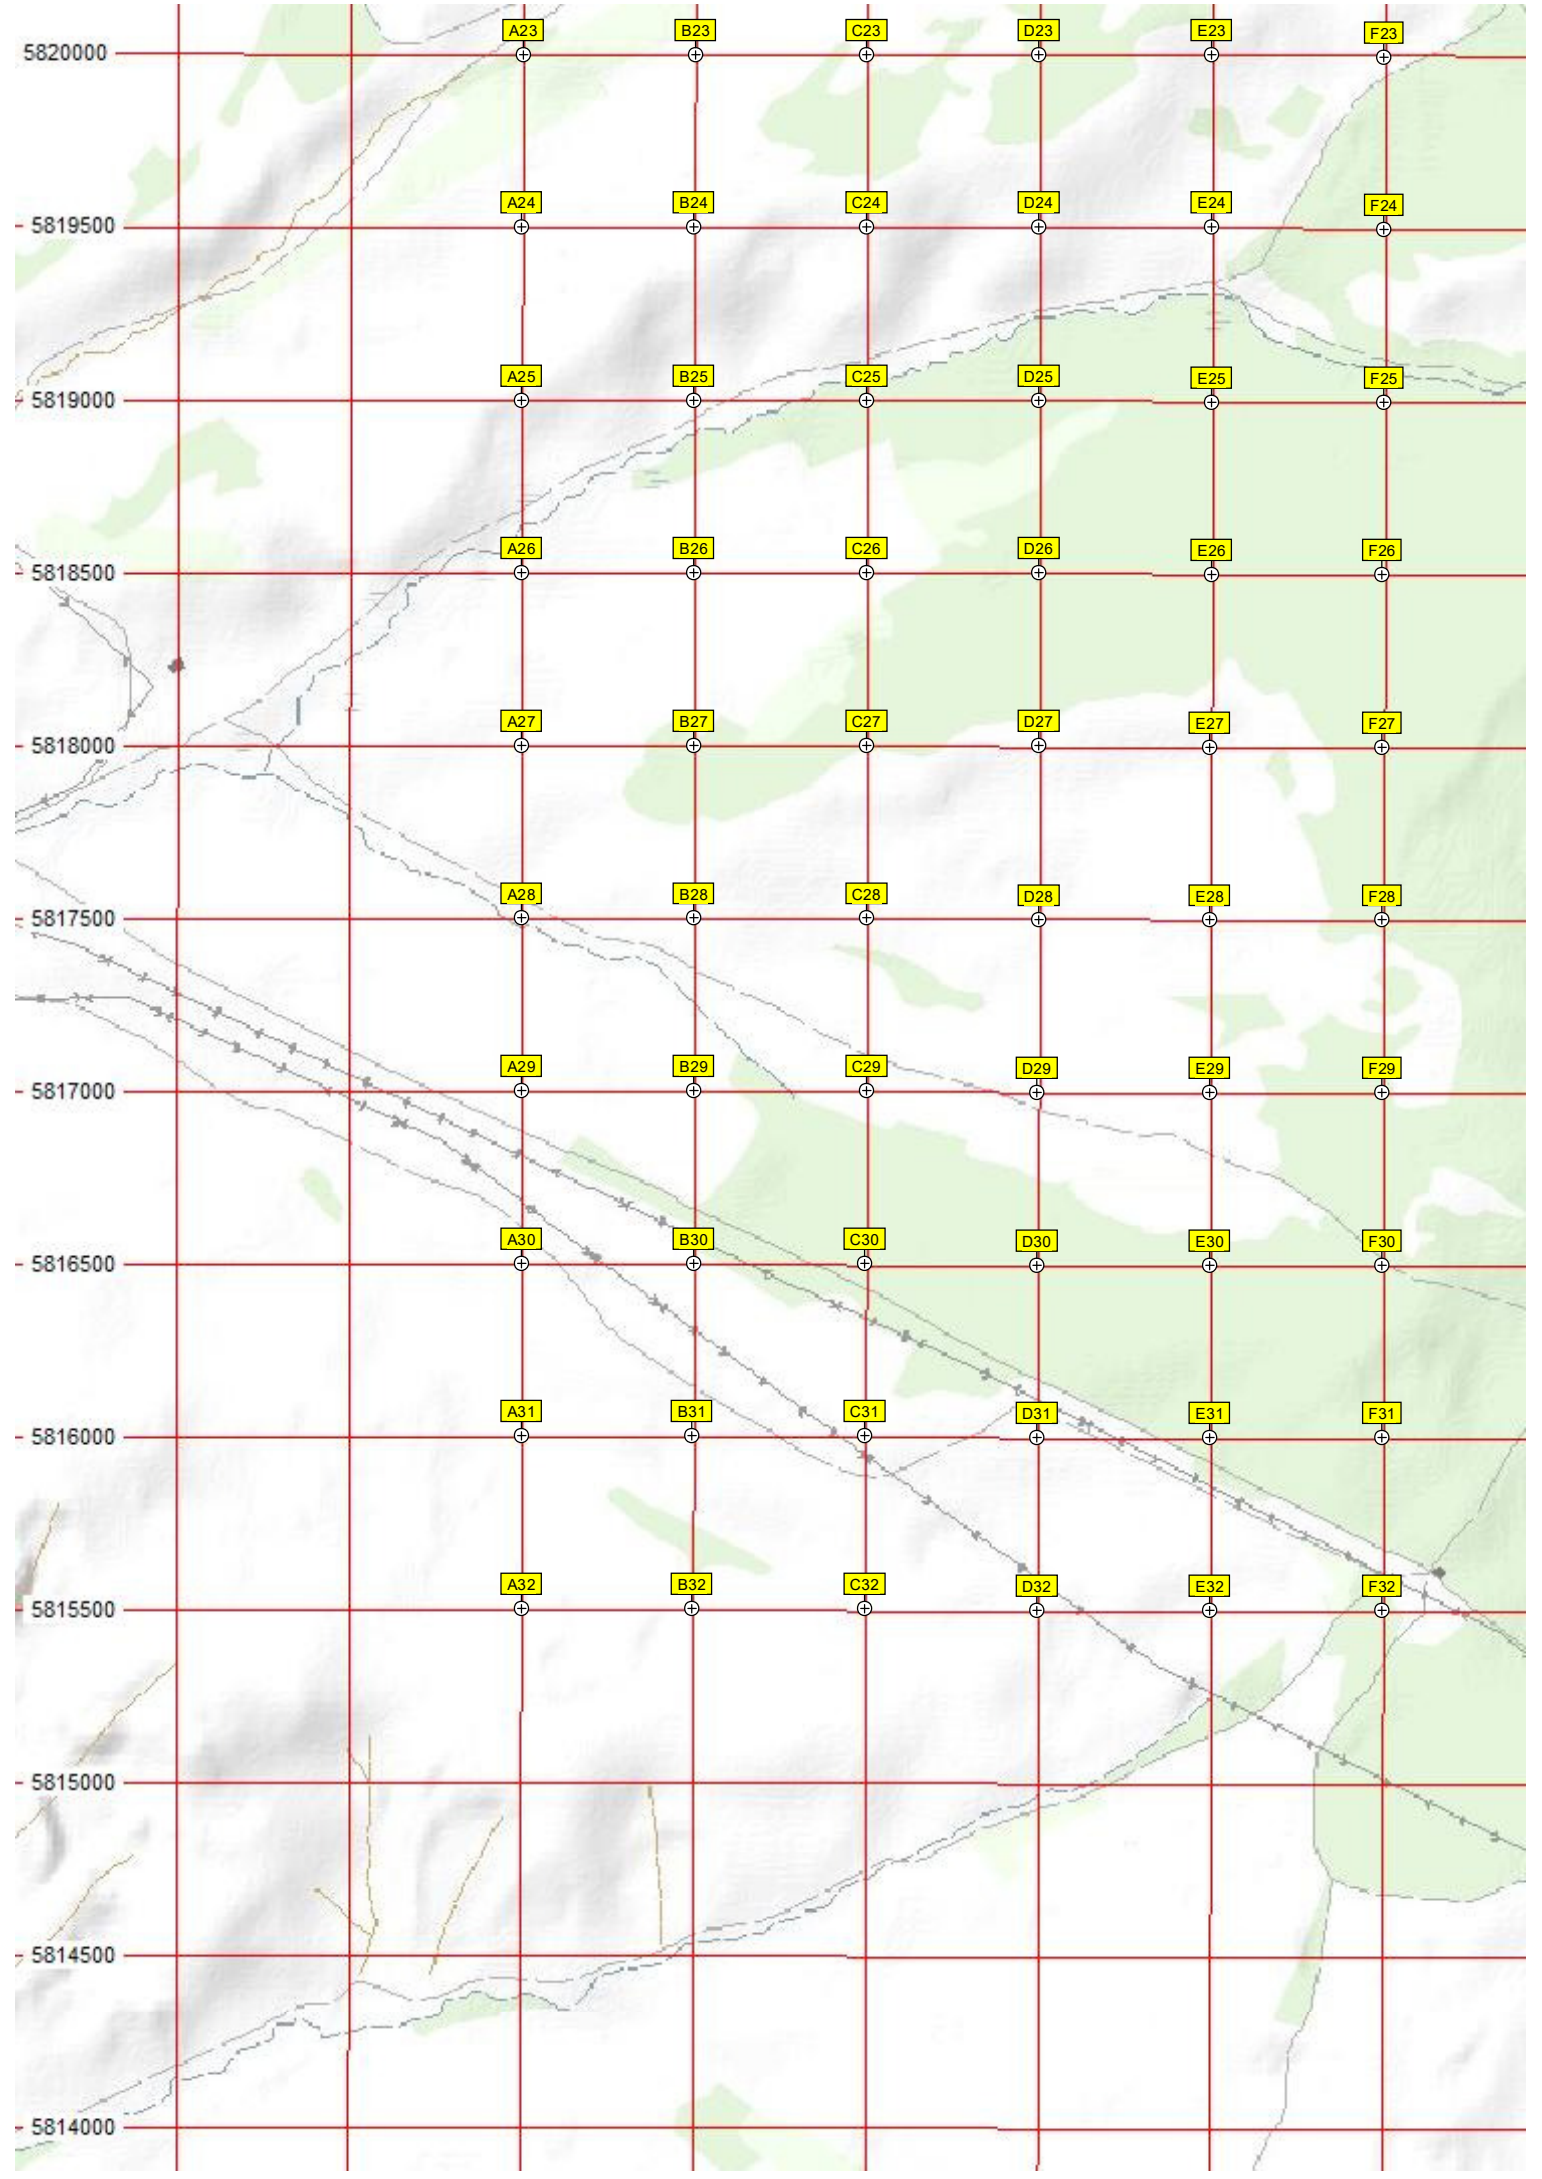 A23 B23 C23 D23 E23 F23
5820000
A24 B24 C24 D24 E24 F24
5819500
A25 B25 C25 D25 E25 F25
5819000
A26 B26 C26 D26 E26 F26
5818500
A27 B27 C27 D27 E27 F27
5818000
A28 B28 C28 D28 E28 F28
5817500
A29 B29 C29 D29 E29 F29
5817000
A30 B30 C30 D30 E30 F30
5816500
A31 B31 C31 D31 E31 F31
5816000
A32 B32 C32 D32 E32 F32
5815500
5815000
5814500
5814000